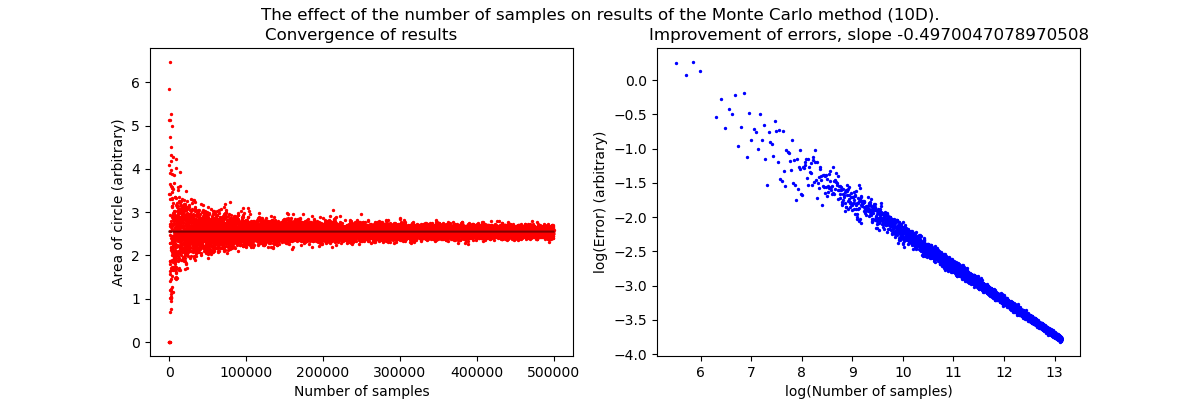 The effect of the number of samples on results of the Monte Carlo method (10D).
Convergence of results
Area of circle (arbitrary)
6
5
4
3
2
1
0
0 100000 200000 300000 400000 500000
Number of samples
Improvement of errors, slope -0.4970047078970508
log(Error) (arbitrary)
0.0
−0.5
−1.0
−1.5
−2.0
−2.5
−3.0
−3.5
−4.0
6 7 8 9 10 11 12 13
log(Number of samples)